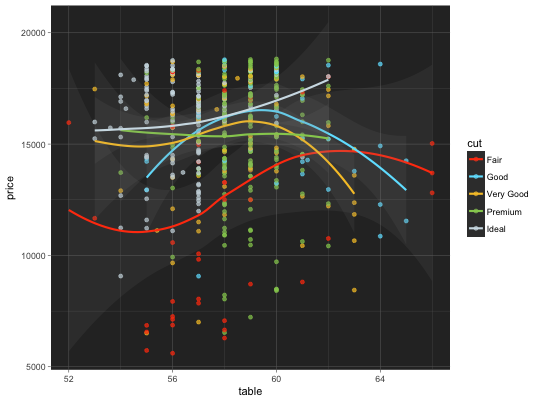 20000
15000
10000
5000
price
52
56
60
64
table
cut
Fair
Good
Very Good
Premium
Ideal